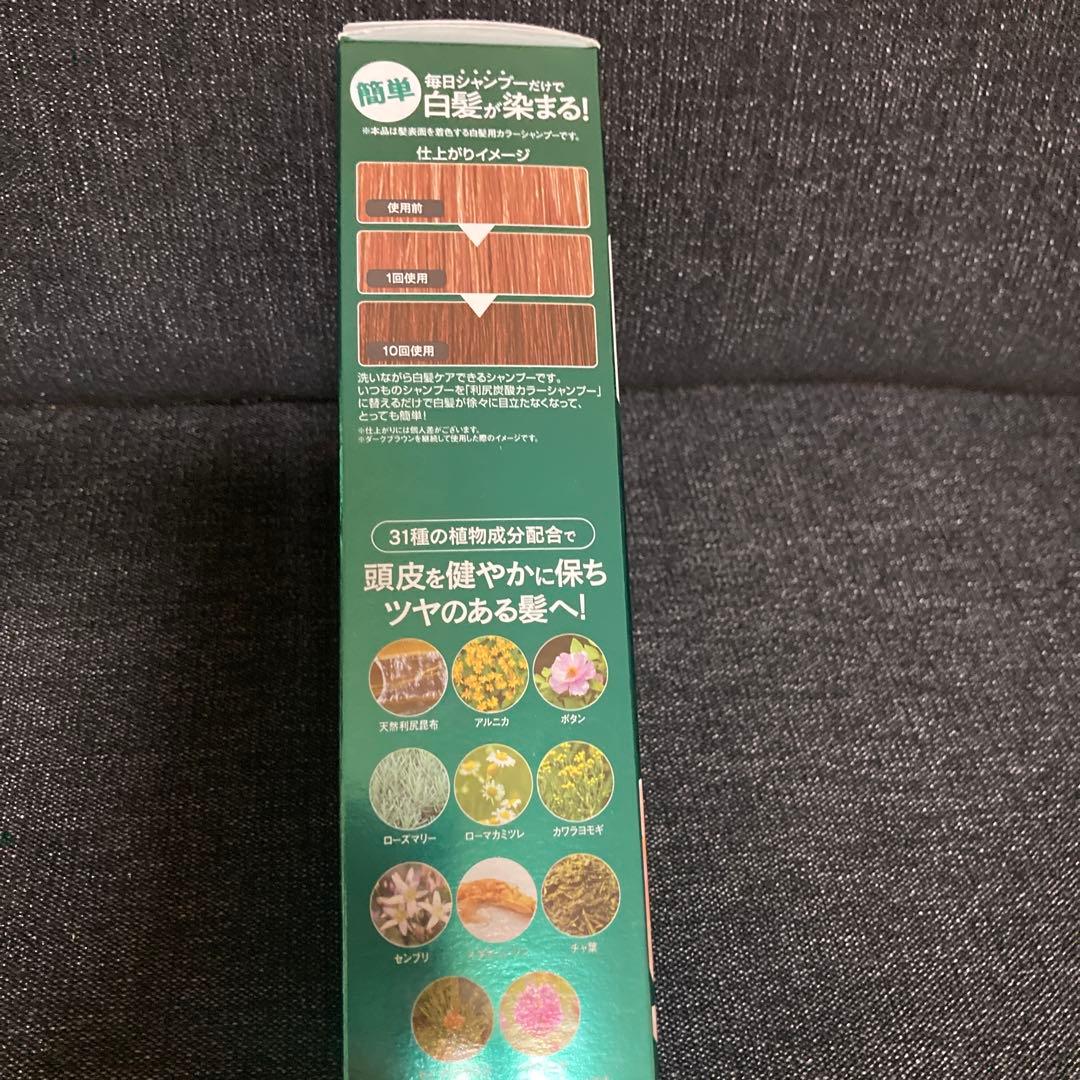 簡単
毎日シャンプーだけで
白髪が染まる!
※本品は髪表面を着色する白髪用カラーシャンプーです。
仕上がりイメージ
使用前
1回使用
10回使用
洗いながら白髪ケアできるシャンプーです。
いつものシャンプーを「利尻炭酸カラーシャンプー」
に替えるだけで白髪が徐々に目立たなくなって、
とっても簡単!
※仕上がりには個人差がございます。
※ダークブラウンを継続して使用した際のイメージです。
31種の植物成分配合で
頭皮を健やかに保ち
ツヤのある髪へ!
天然利尻昆布
アルニカ
ボタン
ローズマリー
ローマカミツレ
カワラヨモギ
センブリ
チャ葉